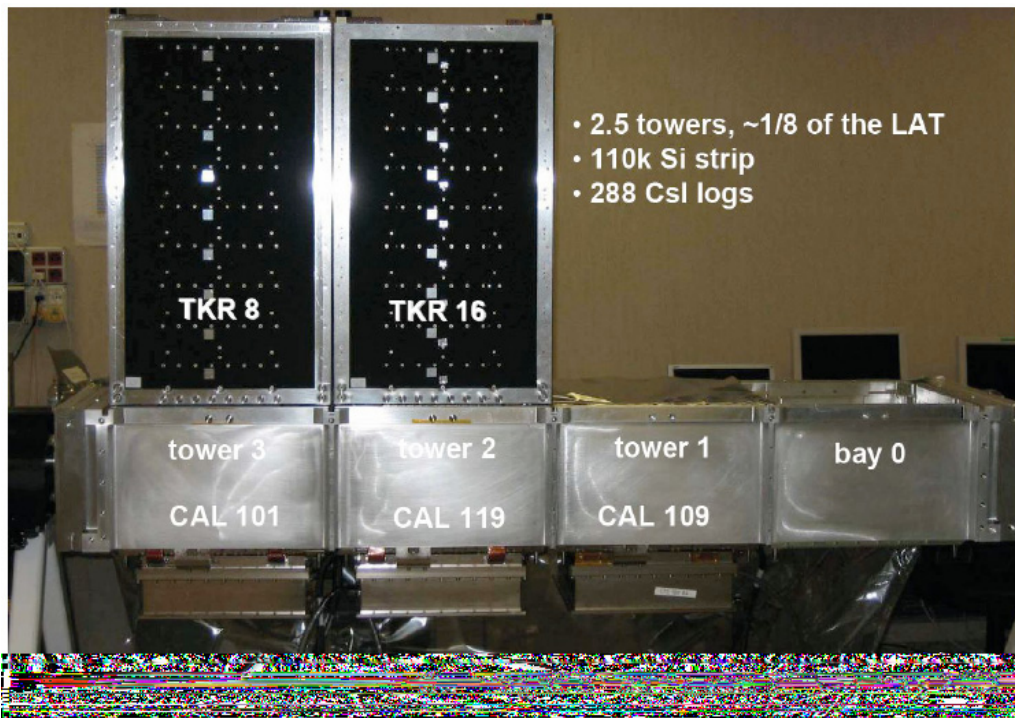 • 2.5 towers, ~1/8 of the LAT
• 110k Si strip
• 288 CsI logs
TKR 8
TKR 16
tower 3
tower 2
tower 1
bay 0
CAL 101
CAL 119
CAL 109